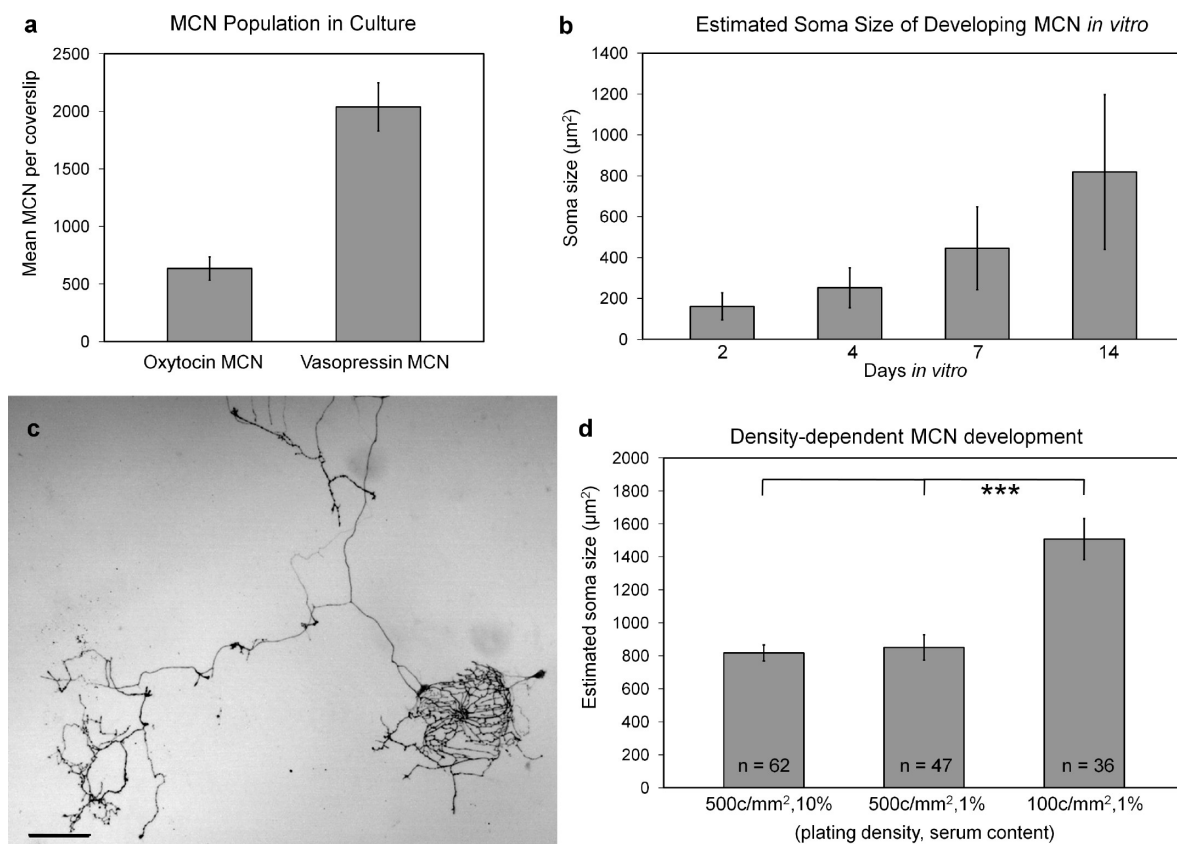 a
MCN Population in Culture
Mean MCN per coverslip
2500
2000
1500
1000
500
0
Oxytocin MCN
Vasopressin MCN
b
Estimated Soma Size of Developing MCN in vitro
Soma size (µm²)
1400
1200
1000
800
600
400
200
0
2
4
7
14
Days in vitro
c
d
Density-dependent MCN development
Estimated soma size (µm²)
2000
1800
1600
1400
1200
1000
800
600
400
200
0
***
n = 62
n = 47
n = 36
500c/mm²,10%
500c/mm²,1%
100c/mm²,1%
(plating density, serum content)